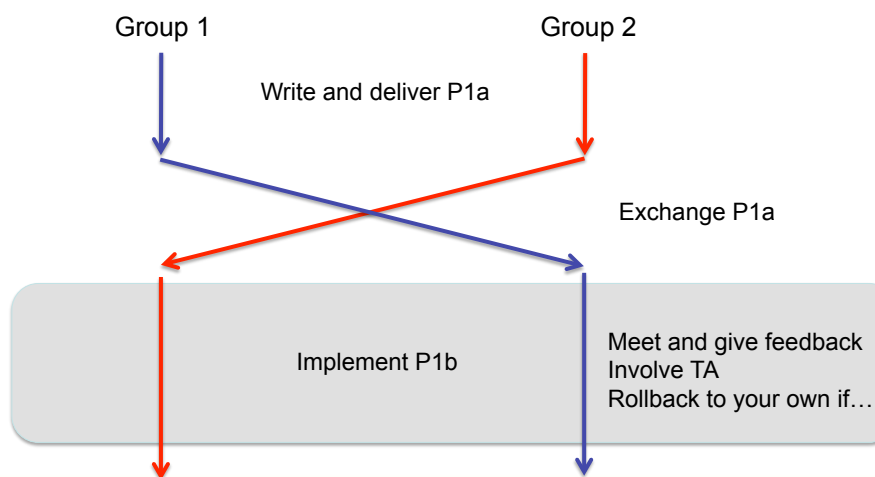 Group 1
Group 2
Write and deliver P1a
Exchange P1a
Implement P1b
Meet and give feedback
Involve TA
Rollback to your own if….